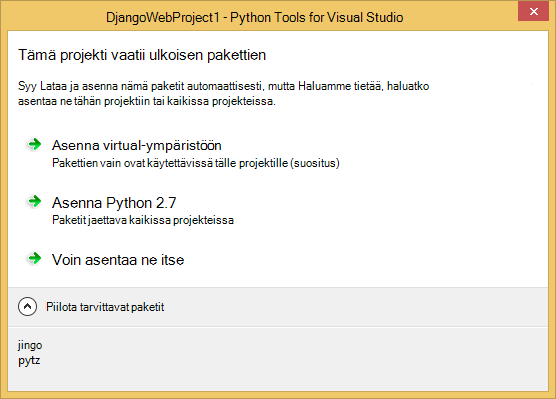 DjangoWebProject1 - Python Tools for Visual Studio
Tämä projekti vaatii ulkoisen pakettien
Syy Lataa ja asenna nämä paketit automaattisesti, mutta Haluamme tietää, haluatko
asentaa ne tähän projektiin tai kaikissa projekteissa.
Asenna virtual-ympäristöön
Pakettien vain ovat käytettävissä tälle projektille (suositus)
Asenna Python 2.7
Paketit jaettava kaikissa projekteissa
Voin asentaa ne itse
Piilota tarvittavat paketit
jingo
pytz